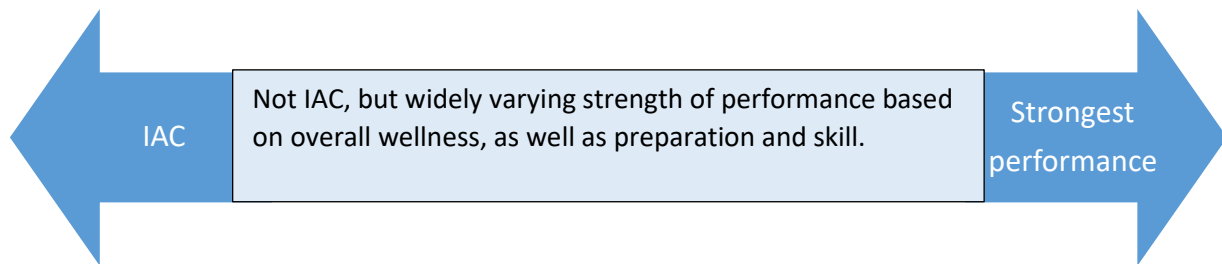 IAC
Not IAC, but widely varying strength of performance based
on overall wellness, as well as preparation and skill.
Strongest
performance